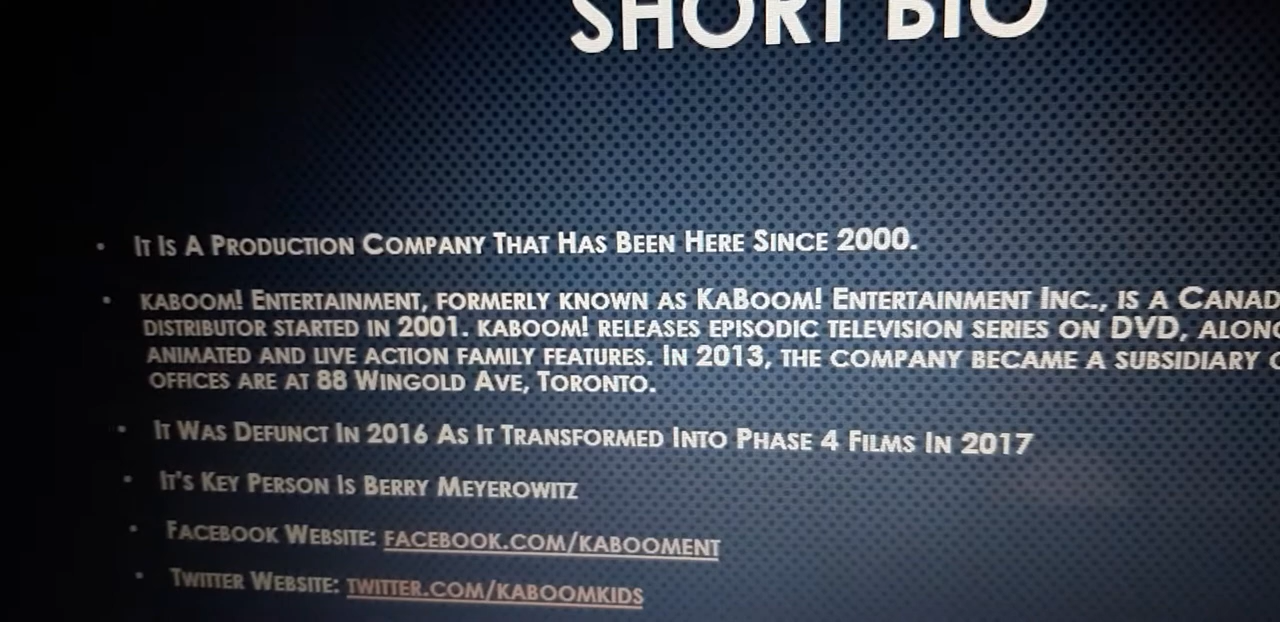 SHORT BIO
• IT IS A PRODUCTION COMPANY THAT HAS BEEN HERE SINCE 2000.
• KABOOM! ENTERTAINMENT, FORMERLY KNOWN AS KABOOM! ENTERTAINMENT INC., IS A CANAD
DISTRIBUTOR STARTED IN 2001. KABOOM! RELEASES EPISODIC TELEVISION SERIES ON DVD, ALONG
ANIMATED AND LIVE ACTION FAMILY FEATURES. IN 2013, THE COMPANY BECAME A SUBSIDIARY
OFFICES ARE AT 88 WINGOLD AVE, TORONTO.
• IT WAS DEFUNCT IN 2016 AS IT TRANSFORMED INTO PHASE 4 FILMS IN 2017
• IT'S KEY PERSON IS BERRY MEYEROWITZ
• FACEBOOK WEBSITE: FACEBOOK.COM/KABOOMENT
• TWITTER WEBSITE: TWITTER.COM/KABOOMKIDS